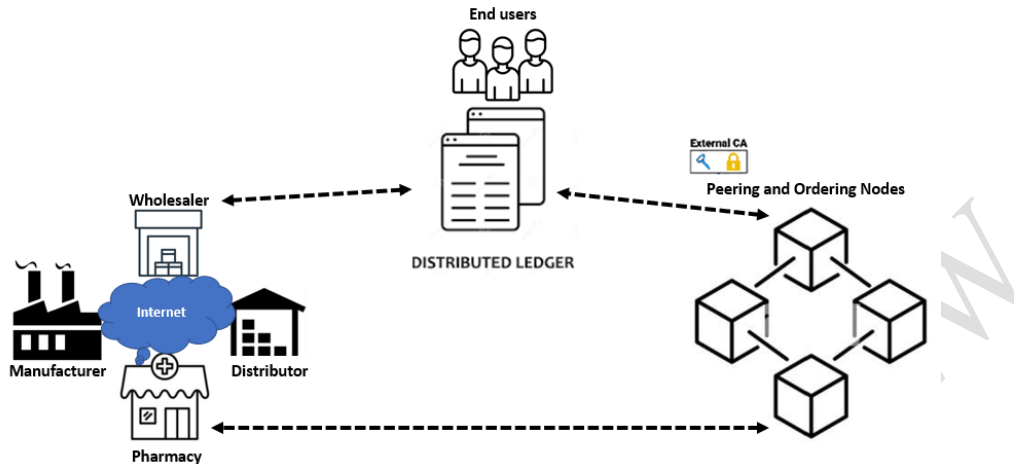 End users
External CA
Peering and Ordering Nodes
Wholesaler
DISTRIBUTED LEDGER
Internet
Manufacturer
Distributor
Pharmacy
W